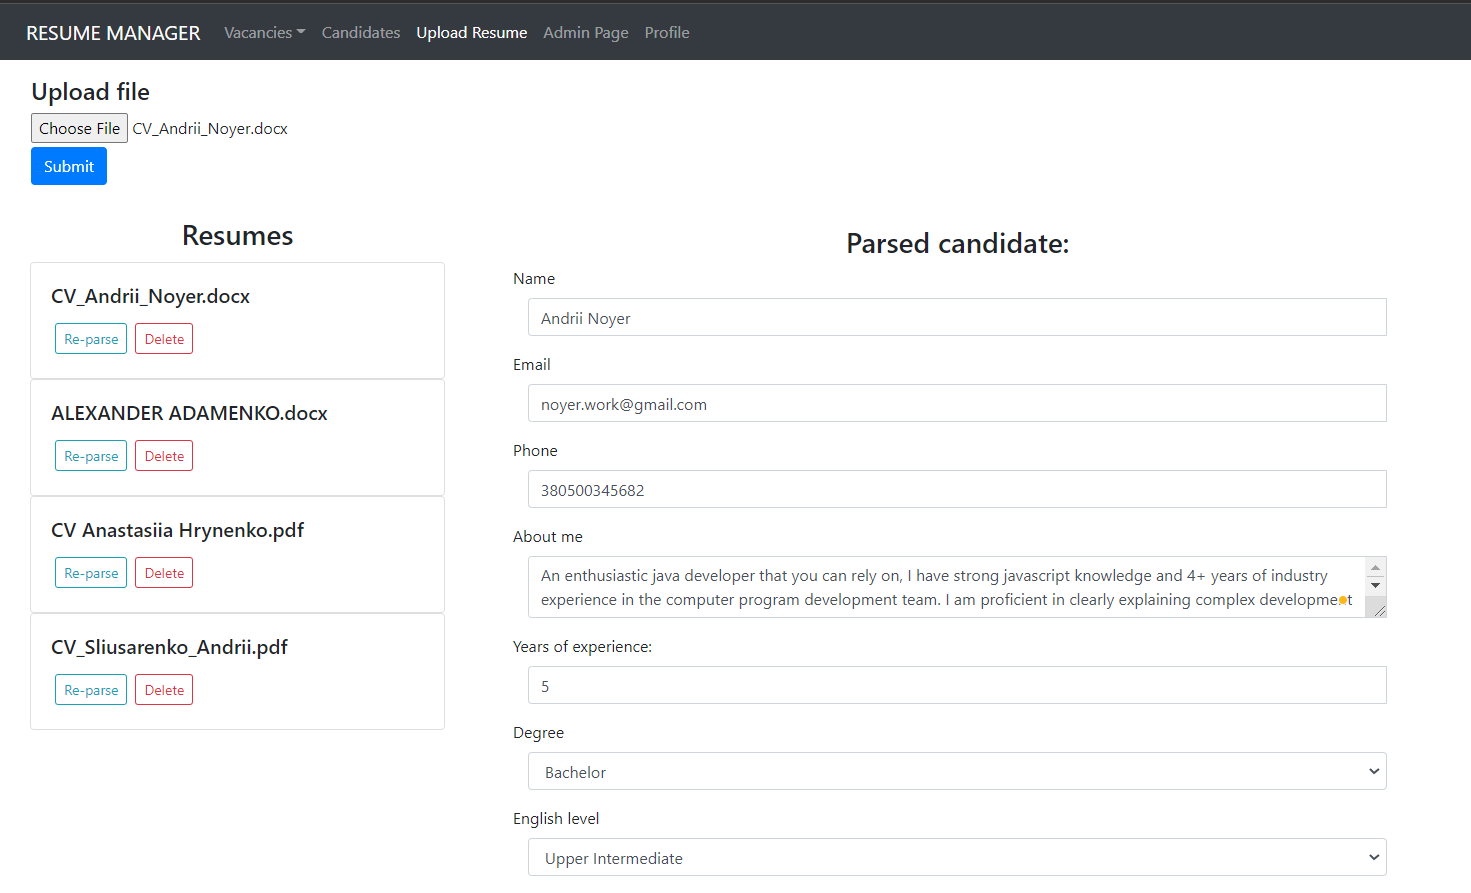 RESUME MANAGER Vacancies Candidates Upload Resume Admin Page Profile
Upload file
Choose File CV_Andrii_Noyer.docx
Submit
Resumes
CV_Andrii_Noyer.docx
Re-parse Delete
ALEXANDER ADAMENKO.docx
Re-parse Delete
CV Anastasiia Hrynenko.pdf
Re-parse Delete
CV_Sliusarenko_Andrii.pdf
Re-parse Delete
Parsed candidate:
Name
Andrii Noyer
Email
noyer.work@gmail.com
Phone
380500345682
About me
An enthusiastic java developer that you can rely on, I have strong javascript knowledge and 4+ years of industry
experience in the computer program development team. I am proficient in clearly explaining complex development
Years of experience:
5
Degree
Bachelor
English level
Upper Intermediate